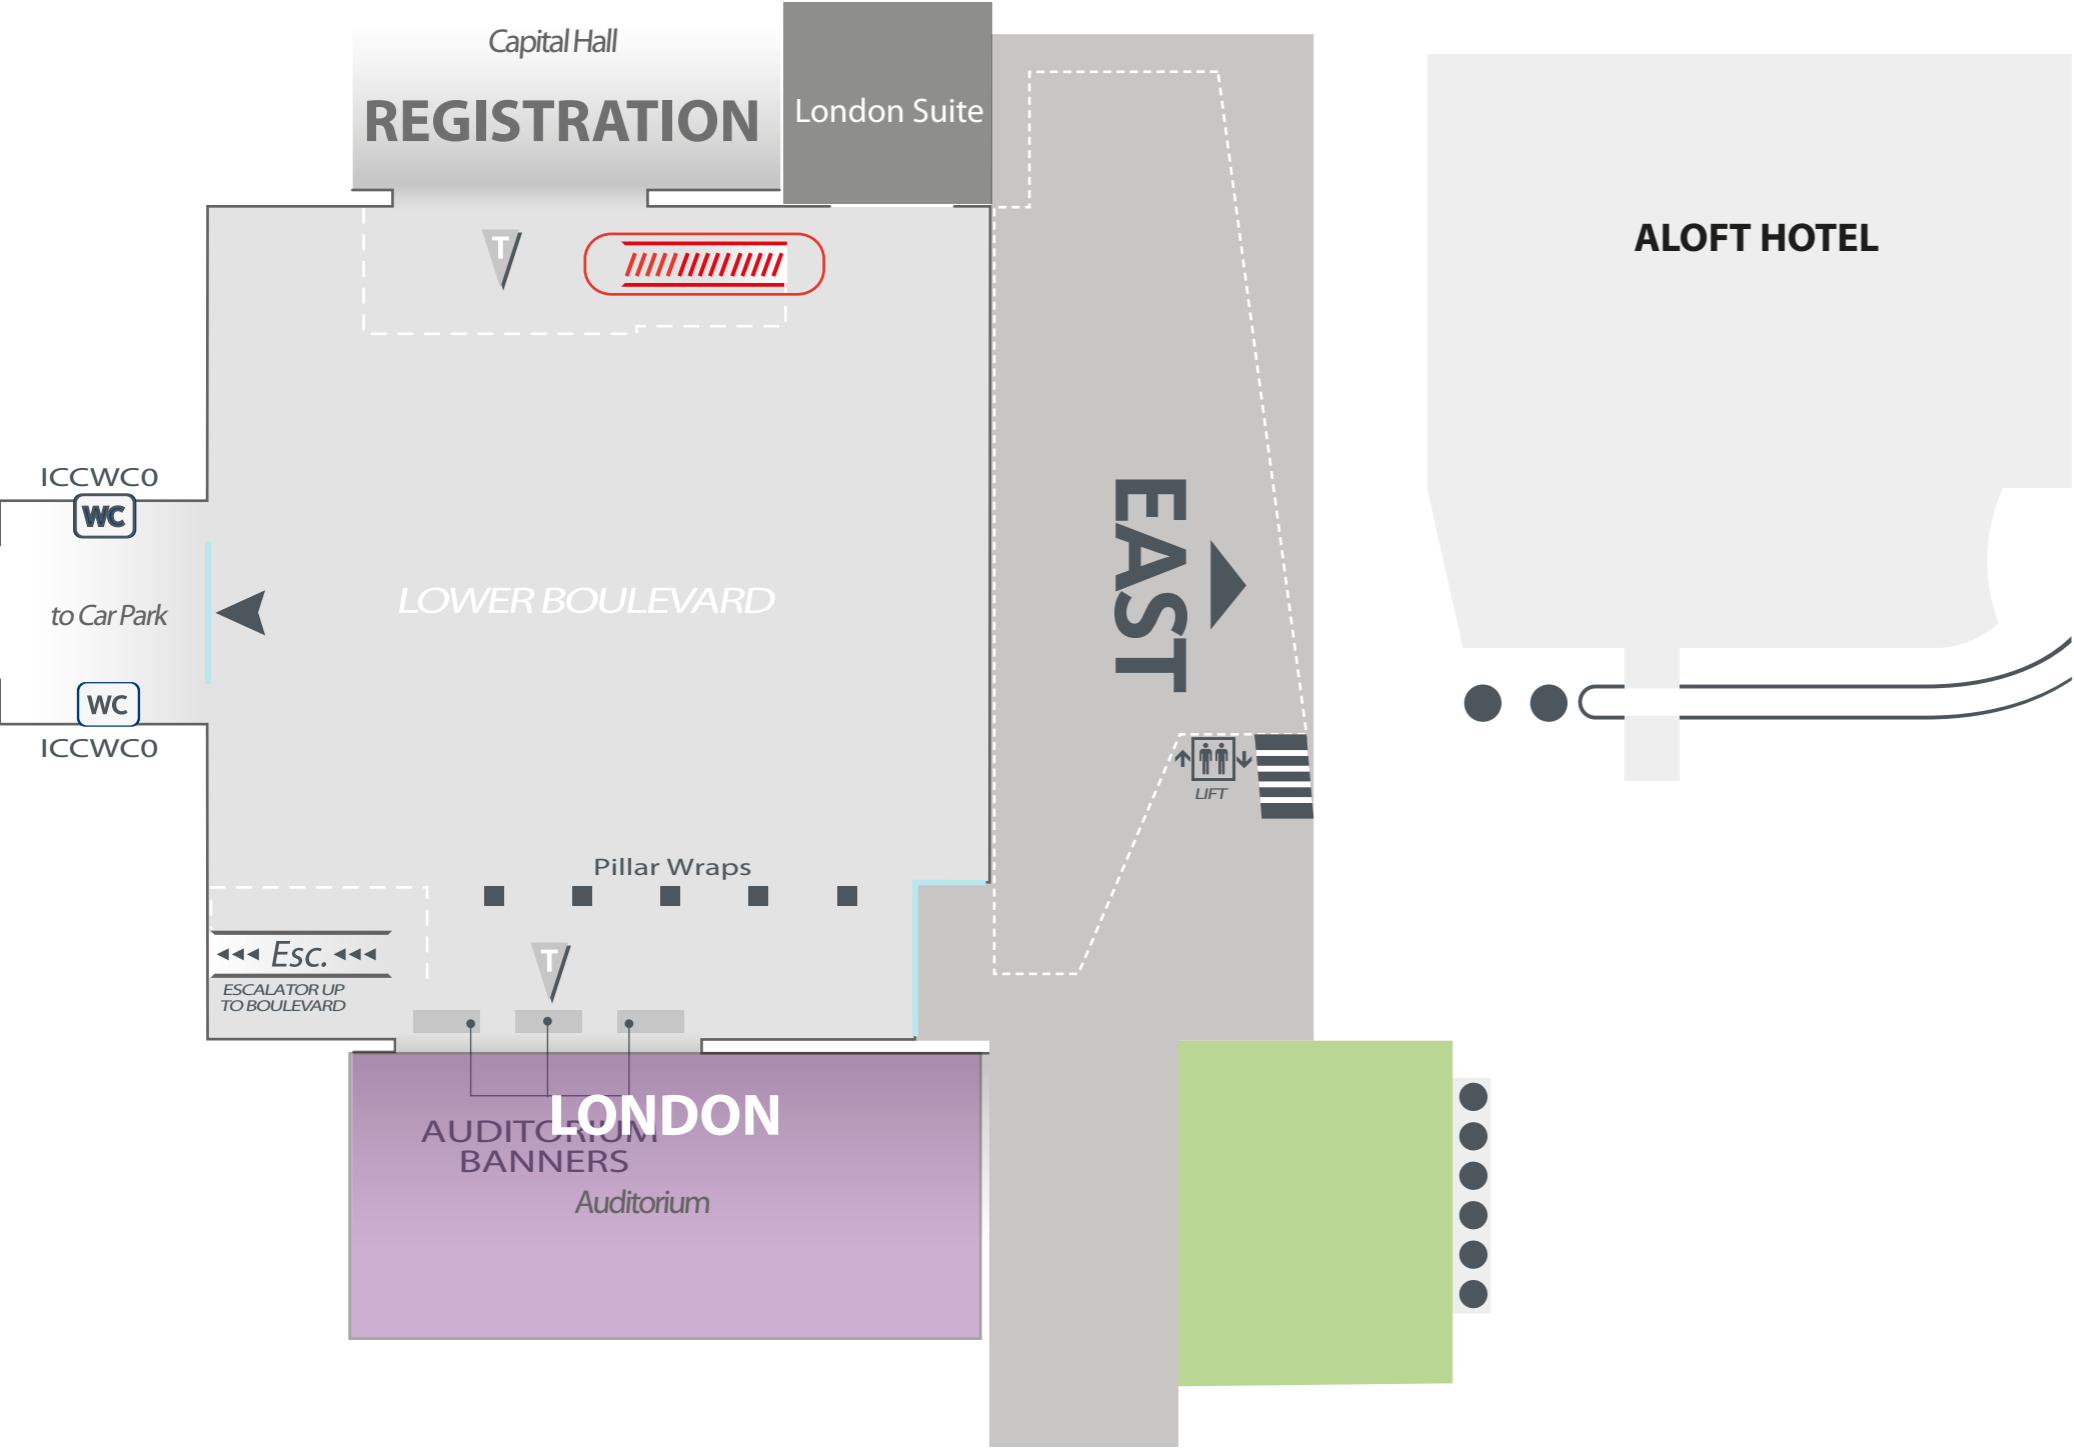 Capital Hall
REGISTRATION
London Suite
T
ALOFT HOTEL
ICCWC0
WC
to Car Park
LOWER BOULEVARD
EAST
WC
ICCWC0
LIFT
Pillar Wraps
Esc.
T
ESCALATOR UP
TO BOULEVARD
LONDON
AUDITORIUM
BANNERS
Auditorium